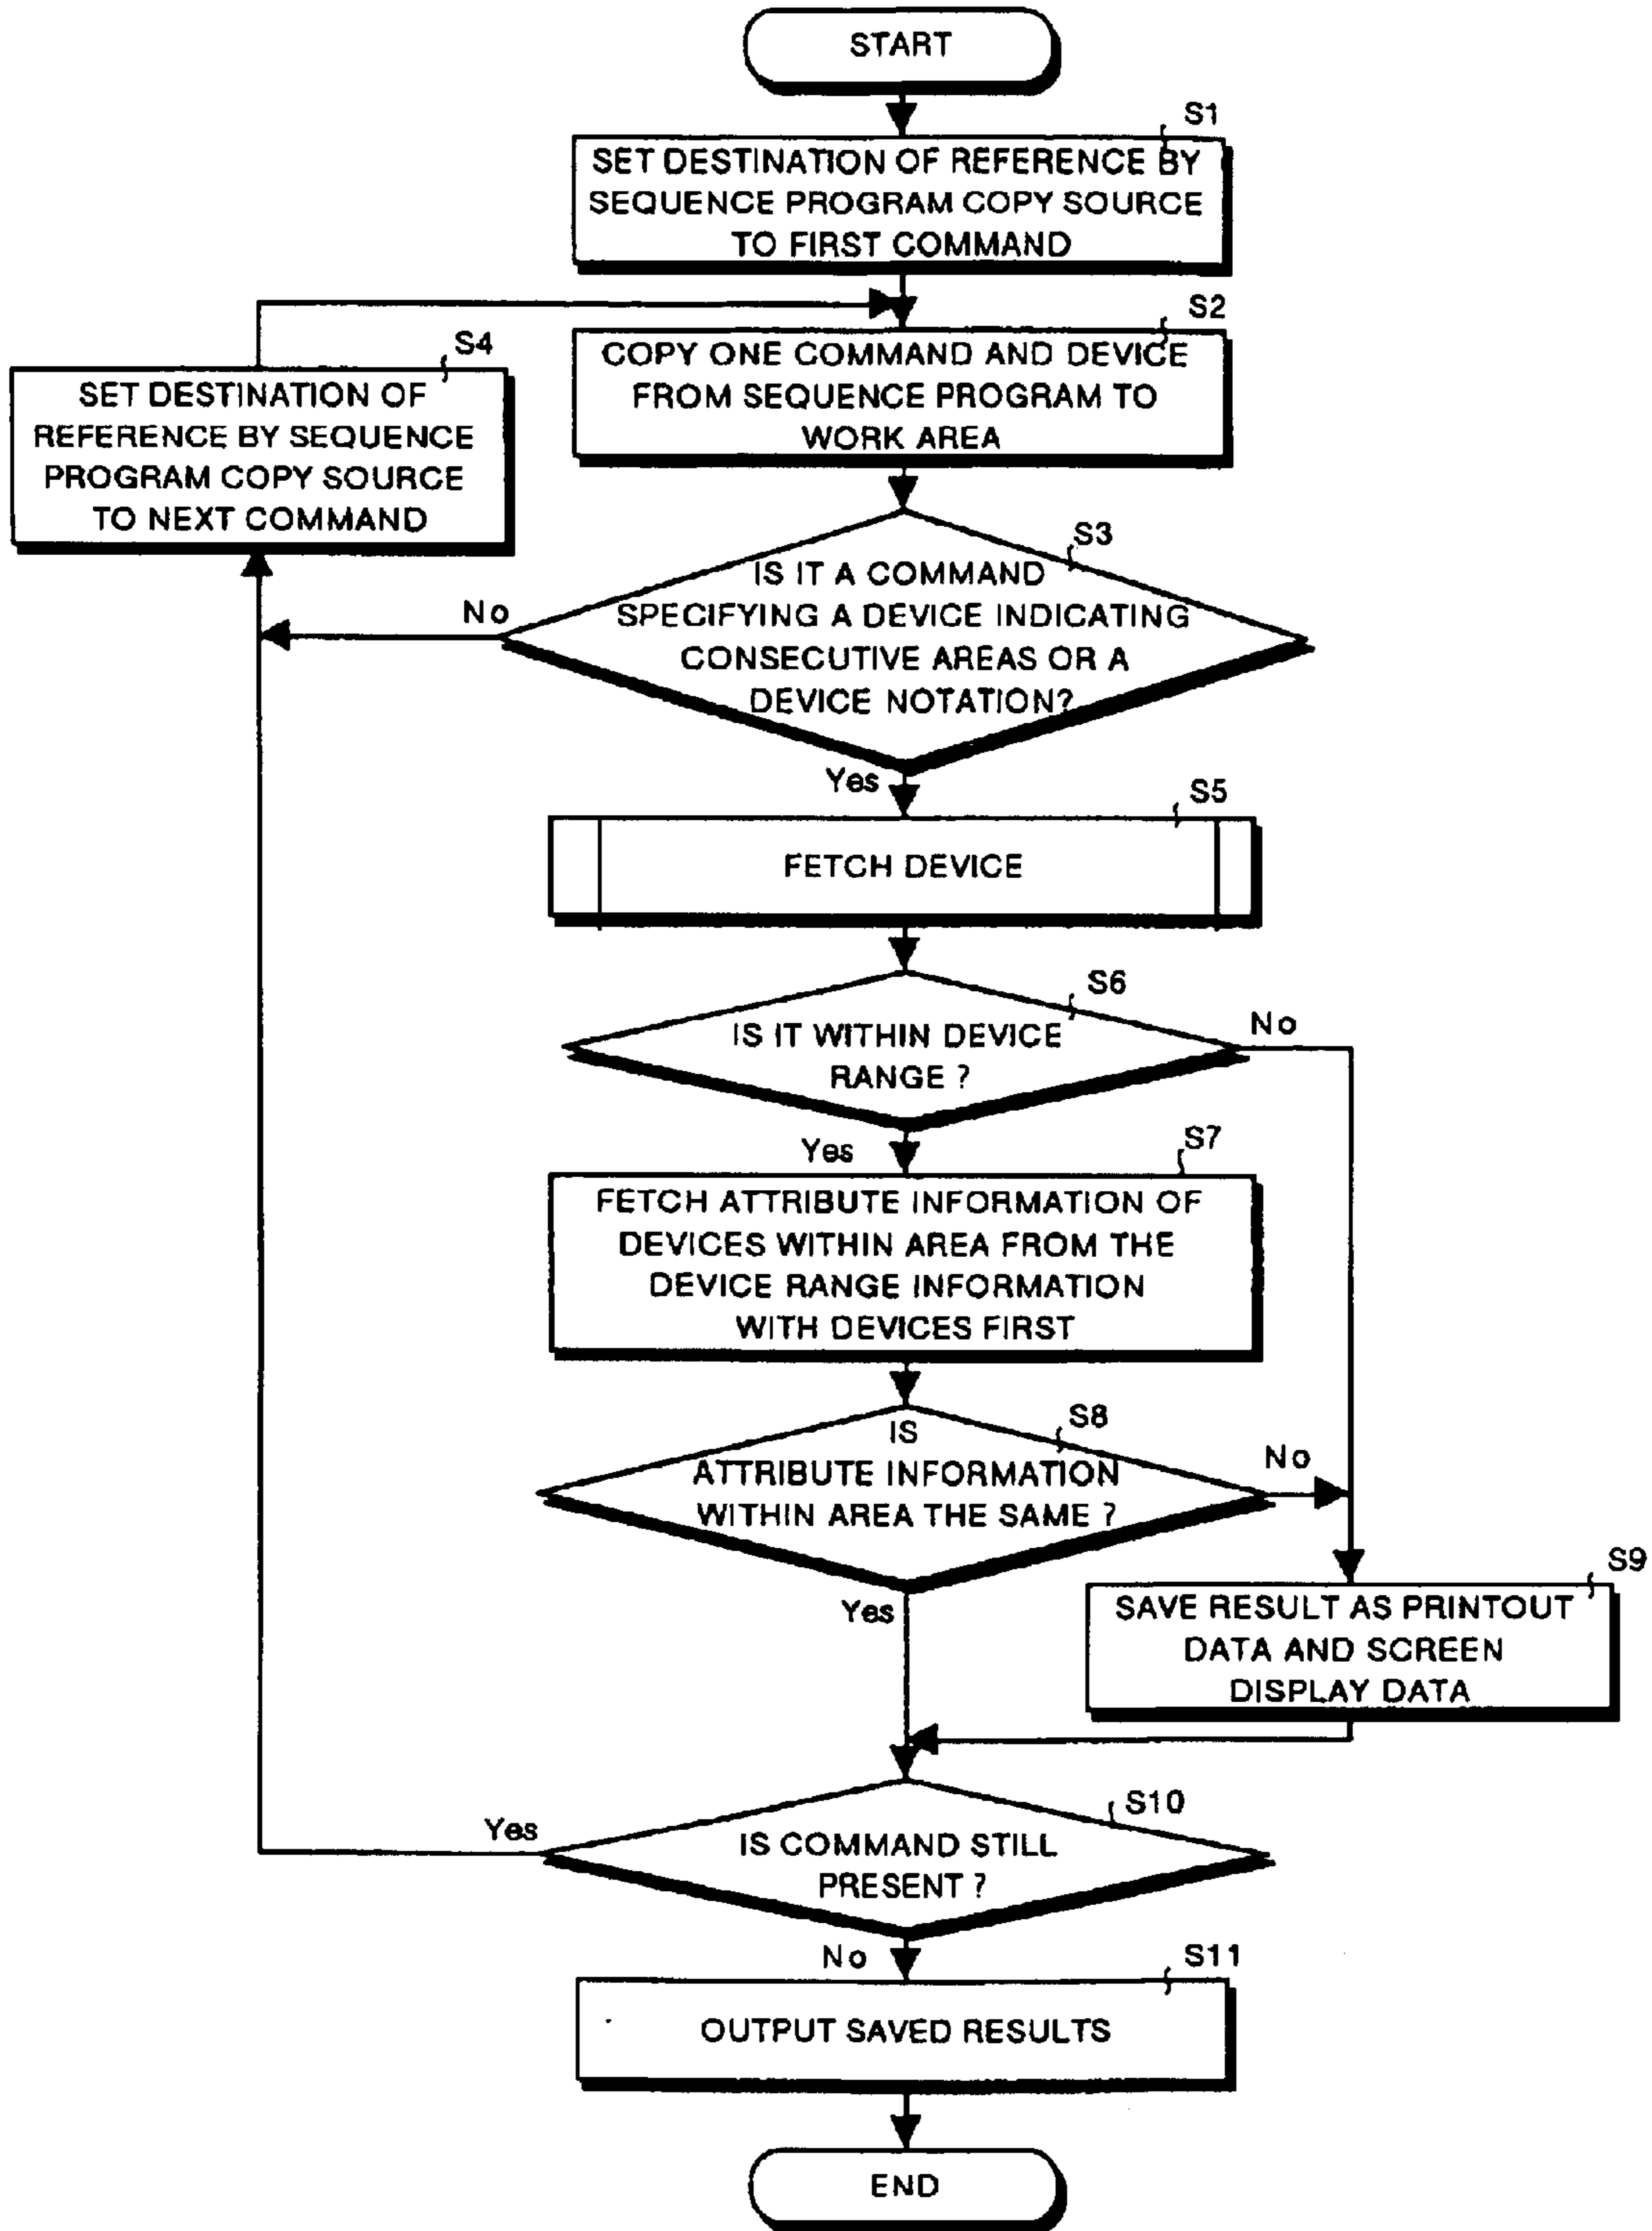 START
S1
SET DESTINATION OF REFERENCE BY
SEQUENCE PROGRAM COPY SOURCE
TO FIRST COMMAND
S2
COPY ONE COMMAND AND DEVICE
FROM SEQUENCE PROGRAM TO
WORK AREA
S4
SET DESTINATION OF
REFERENCE BY SEQUENCE
PROGRAM COPY SOURCE
TO NEXT COMMAND
S3
IS IT A COMMAND
SPECIFYING A DEVICE INDICATING
CONSECUTIVE AREAS OR A
DEVICE NOTATION?
No
Yes
S5
FETCH DEVICE
S6
IS IT WITHIN DEVICE
RANGE ?
No
Yes
S7
FETCH ATTRIBUTE INFORMATION OF
DEVICES WITHIN AREA FROM THE
DEVICE RANGE INFORMATION
WITH DEVICES FIRST
S8
IS
ATTRIBUTE INFORMATION
WITHIN AREA THE SAME ?
No
Yes
S9
SAVE RESULT AS PRINTOUT
DATA AND SCREEN
DISPLAY DATA
S10
IS COMMAND STILL
PRESENT ?
Yes
No
S11
OUTPUT SAVED RESULTS
END